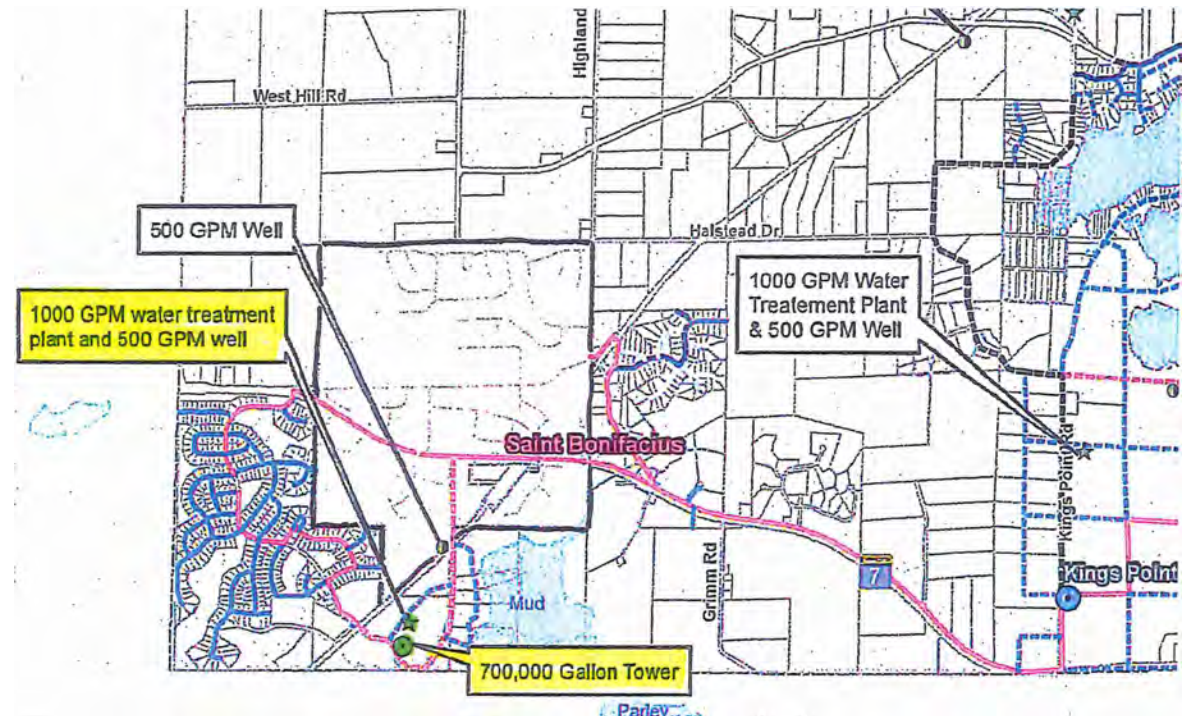 Highland
West Hill Rd
500 GPM Well
Halstead Dr
1000 GPM Water
Treatement Plant
& 500 GPM Well
1000 GPM water treatment
plant and 500 GPM well
Saint Bonifacius
Kings Point Rd
7
Kings Point
Grimm Rd
Mud
700,000 Gallon Tower
Parley